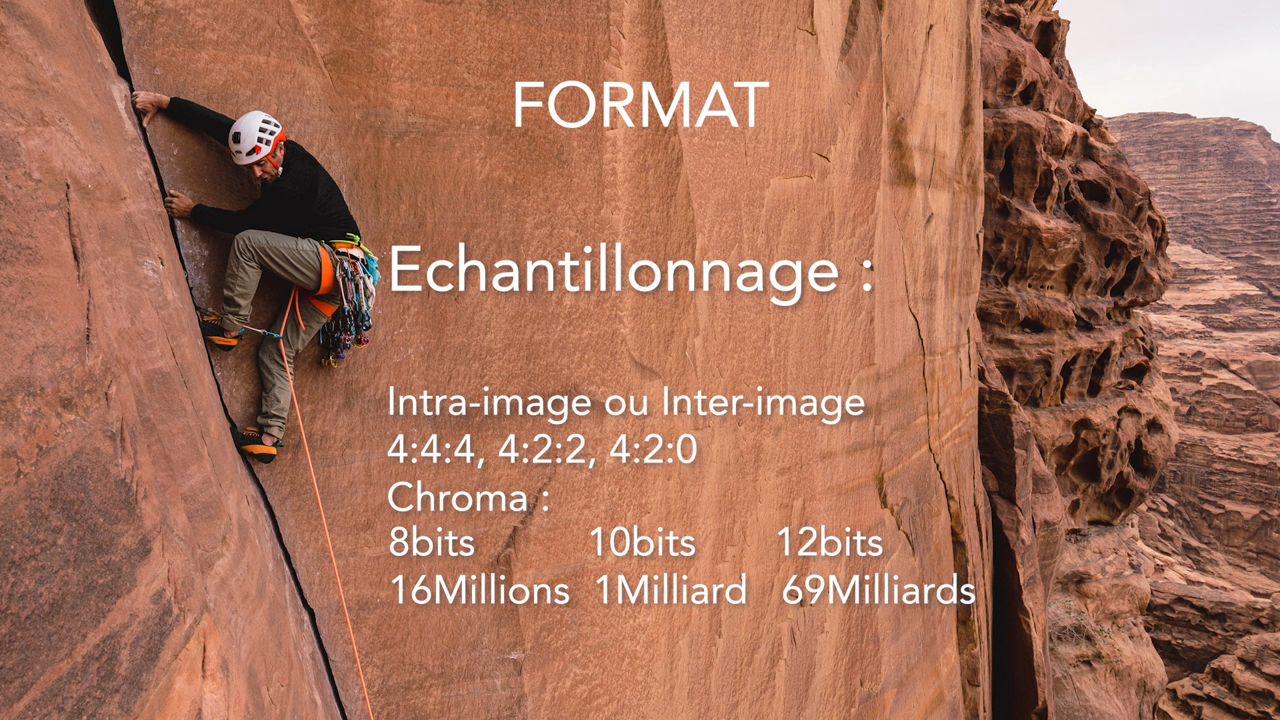 FORMAT
Echantillonnage :
Intra-image ou Inter-image
4:4:4, 4:2:2, 4:2:0
Chroma :
8bits 10bits 12bits
16Millions 1Milliard 69Milliards